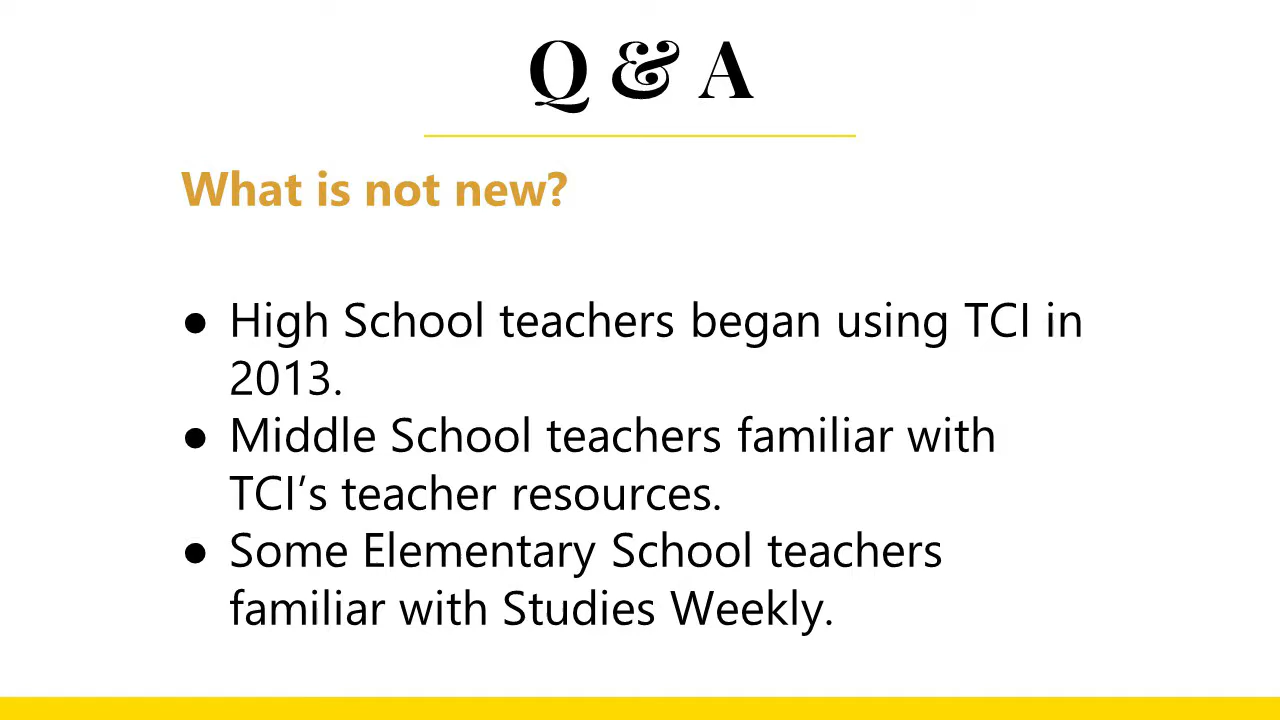 Q & A
What is not new?
● High School teachers began using TCI in
2013.
● Middle School teachers familiar with
TCI’s teacher resources.
● Some Elementary School teachers
familiar with Studies Weekly.